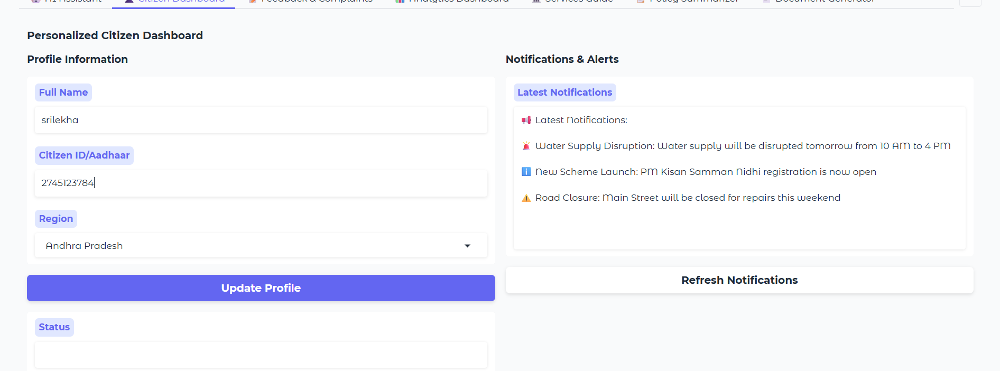 AI Assistant Citizen Dashboard Feedback & Complaints Analytics Dashboard Services Guide Policy Summarizer Document Generator
Personalized Citizen Dashboard
Profile Information
Full Name
srilekha
Citizen ID/Aadhaar
2745123784
Region
Andhra Pradesh
Update Profile
Status
Notifications & Alerts
Latest Notifications
Latest Notifications:
Water Supply Disruption: Water supply will be disrupted tomorrow from 10 AM to 4 PM
New Scheme Launch: PM Kisan Samman Nidhi registration is now open
Road Closure: Main Street will be closed for repairs this weekend
Refresh Notifications